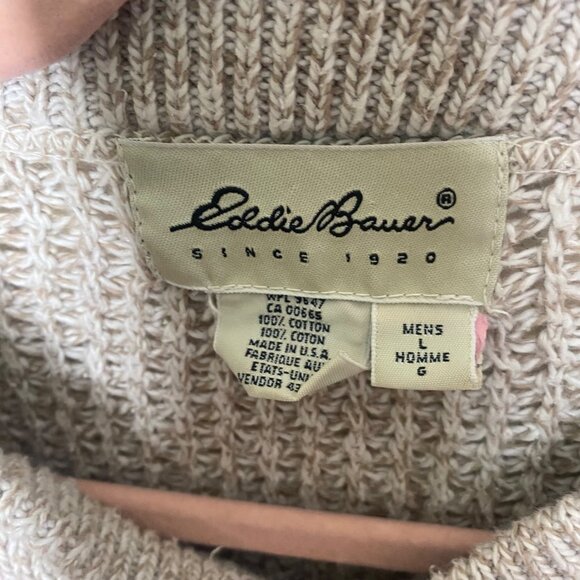 Eddie Bauer®
SINCE 1920
WPL 9647
CA 00665
100% COTTON
100% COTON
MADE IN U.S.A.
FABRIQUE AU
ETATS-UNI
VENDOR 43
MENS
L
HOMME
G